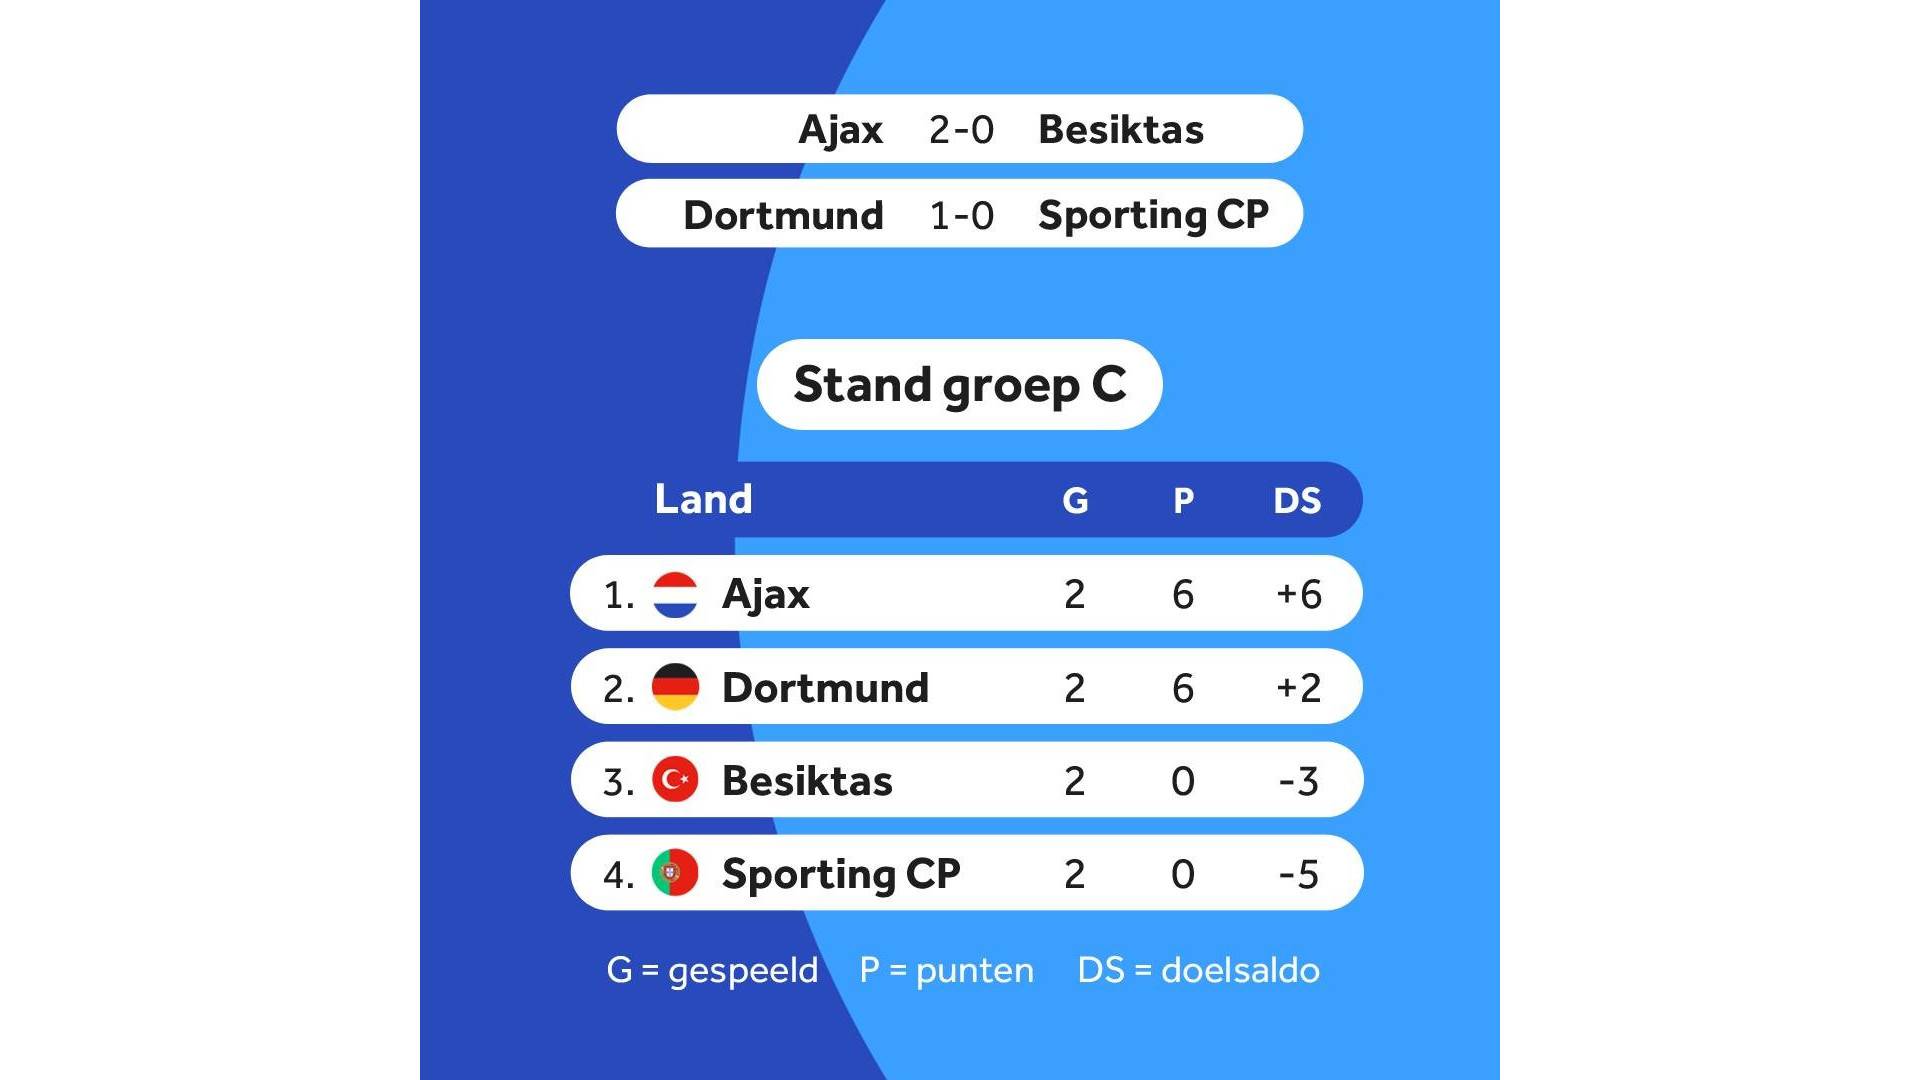 Ajax 2-0 Besiktas
Dortmund 1-0 Sporting CP
Stand groep C
Land G P DS
1. Ajax 2 6 +6
2. Dortmund 2 6 +2
3. Besiktas 2 0 -3
4. Sporting CP 2 0 -5
G = gespeeld P = punten DS = doelsaldo